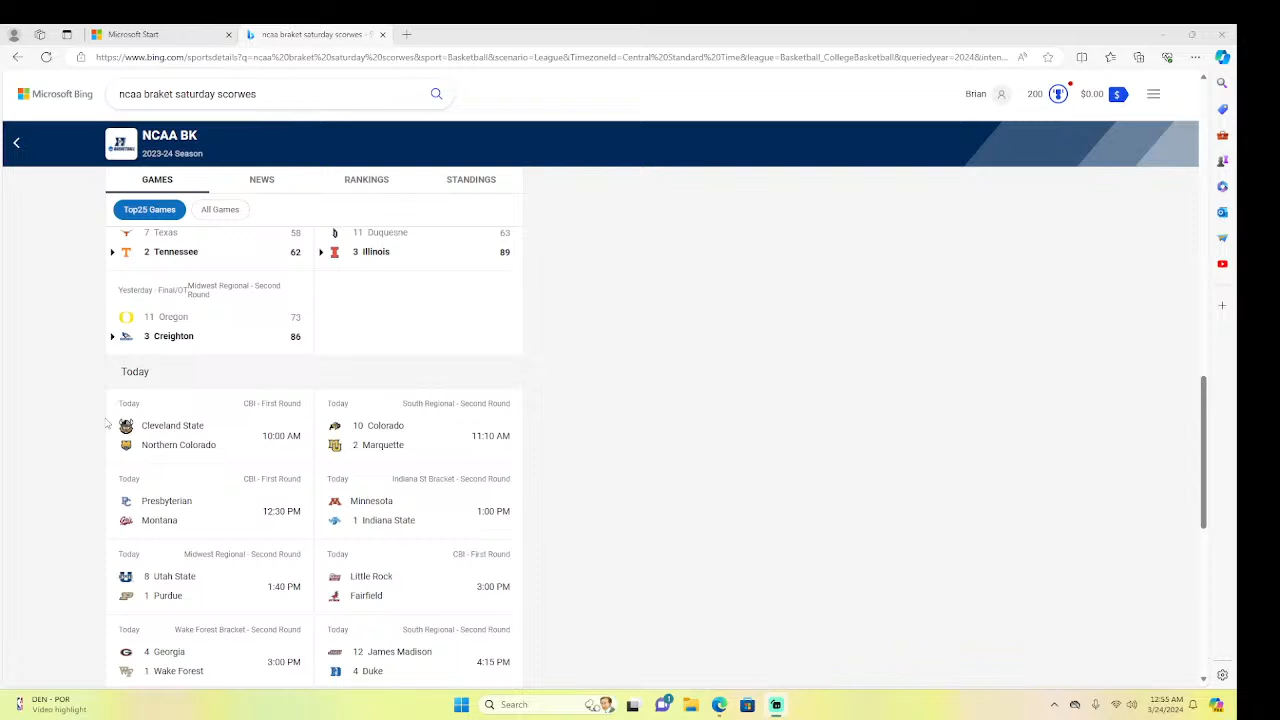 Microsoft Start
ncaa braket saturday scorwes - S
https://www.bing.com/sportsdetails?q=ncaa%20braket%20saturday%20scorwes&sport=Basketball&scenario=League&TimezoneId=Central%20Standard%20Time&league=Basketball_CollegeBasketball&queriedyear=2024&inten...
Microsoft Bing
ncaa braket saturday scorwes
Brian
200
$0.00
NCAA BK
2023-24 Season
GAMES NEWS RANKINGS STANDINGS
Top25 Games All Games
7 Texas 58
2 Tennessee 62
11 Duquesne 63
3 Illinois 89
Yesterday · Final/OT Midwest Regional - Second
Round
11 Oregon 73
3 Creighton 86
Today
Today CBI - First Round
Cleveland State
10:00 AM
Northern Colorado
Today South Regional - Second Round
10 Colorado
11:10 AM
2 Marquette
Today CBI - First Round
Presbyterian
12:30 PM
Montana
Today Indiana St Bracket - Second Round
Minnesota
1:00 PM
1 Indiana State
Today Midwest Regional - Second Round
8 Utah State
1:40 PM
1 Purdue
Today CBI - First Round
Little Rock
3:00 PM
Fairfield
Today Wake Forest Bracket - Second Round
4 Georgia
3:00 PM
1 Wake Forest
Today South Regional - Second Round
12 James Madison
4:15 PM
4 Duke
DEN - POR
Video highlight
Search
12:55 AM
3/24/2024